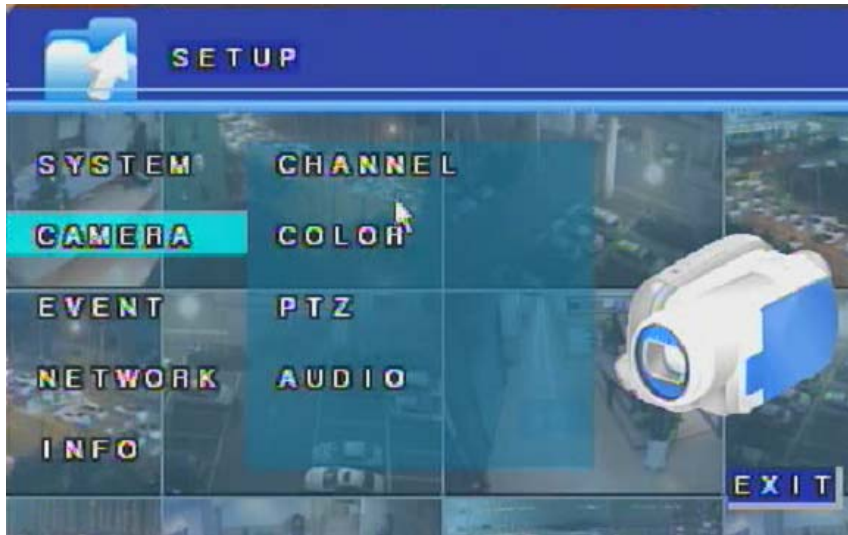 SETUP
SYSTEM
CHANNEL
CAMERA
COLOR
EVENT
PTZ
NETWORK
AUDIO
INFO
EXIT